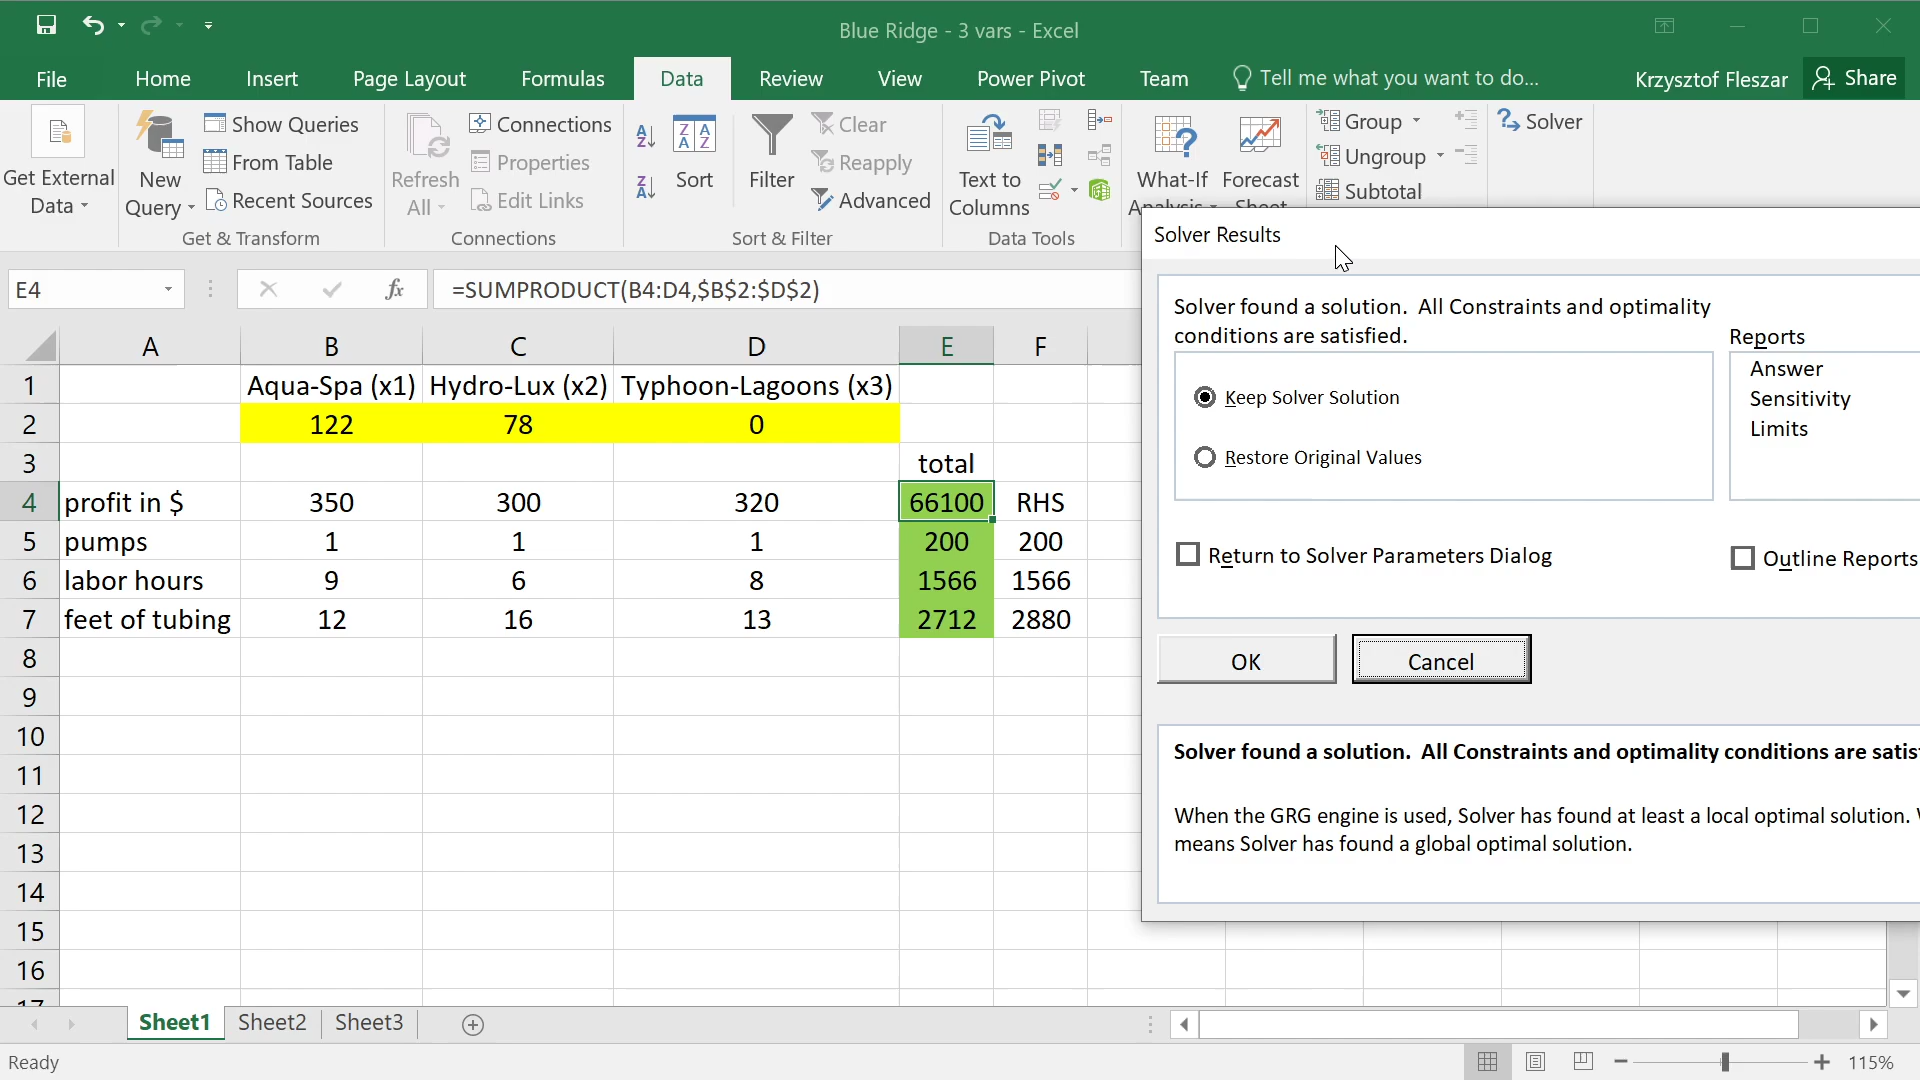 Blue Ridge - 3 vars - Excel
File Home Insert Page Layout Formulas Data Review View Power Pivot Team Tell me what you want to do... Krzysztof Fleszar Share
Get External Data
New Query
Show Queries
From Table
Recent Sources
Get & Transform
Refresh All
Connections
Properties
Edit Links
Connections
Sort
Filter
Clear
Reapply
Advanced
Sort & Filter
Text to Columns
Data Tools
What-If Analysis
Forecast Sheet
Group
Ungroup
Subtotal
Solver
E4 fx =SUMPRODUCT(B4:D4,$B$2:$D$2)
A B C D E F
1 Aqua-Spa (x1) Hydro-Lux (x2) Typhoon-Lagoons (x3)
2 122 78 0
3 total
4 profit in $ 350 300 320 66100 RHS
5 pumps 1 1 1 200 200
6 labor hours 9 6 8 1566 1566
7 feet of tubing 12 16 13 2712 2880
8
9
10
11
12
13
14
15
16
17
Solver Results
Solver found a solution. All Constraints and optimality
conditions are satisfied.
Reports
Answer
Sensitivity
Limits
Keep Solver Solution
Restore Original Values
Return to Solver Parameters Dialog
Outline Reports
OK Cancel
Solver found a solution. All Constraints and optimality conditions are satis
When the GRG engine is used, Solver has found at least a local optimal solution.
means Solver has found a global optimal solution.
Sheet1 Sheet2 Sheet3
Ready 115%